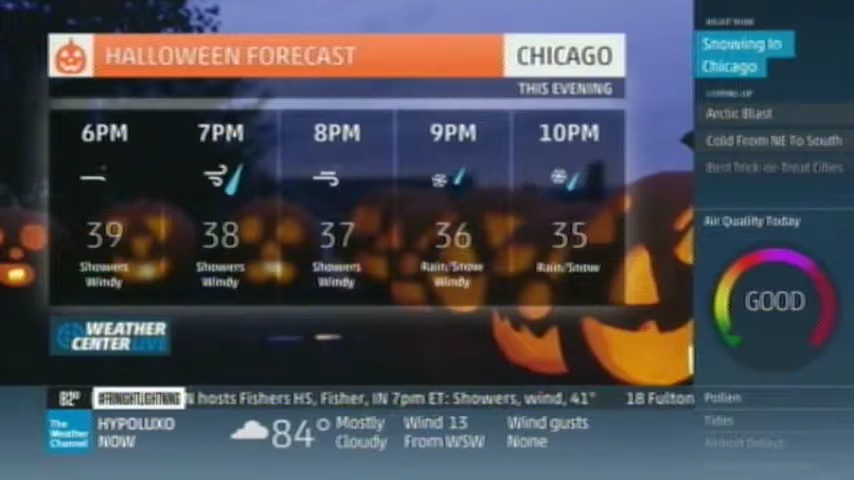 HALLOWEEN FORECAST
CHICAGO
THIS EVENING
6PM
7PM
8PM
9PM
10PM
39
38
37
36
35
Showers
Windy
Showers
Windy
Showers
Windy
Rain/Snow
Windy
Rain/Snow
WEATHER
CENTER LIVE
RIGHT NOW
Snowing In
Chicago
COMING UP
Arctic Blast
Cold From NE To South
Best Trick-or-Treat Cities
Air Quality Today
GOOD
Pollen
Tides
82°
N hosts Fishers HS, Fisher, IN 7pm ET: Showers, wind, 41°
18 Fulton
The
Weather
Channel
HYPOLUXO
NOW
84°
Mostly
Cloudy
Wind 13
From WSW
Wind gusts
None